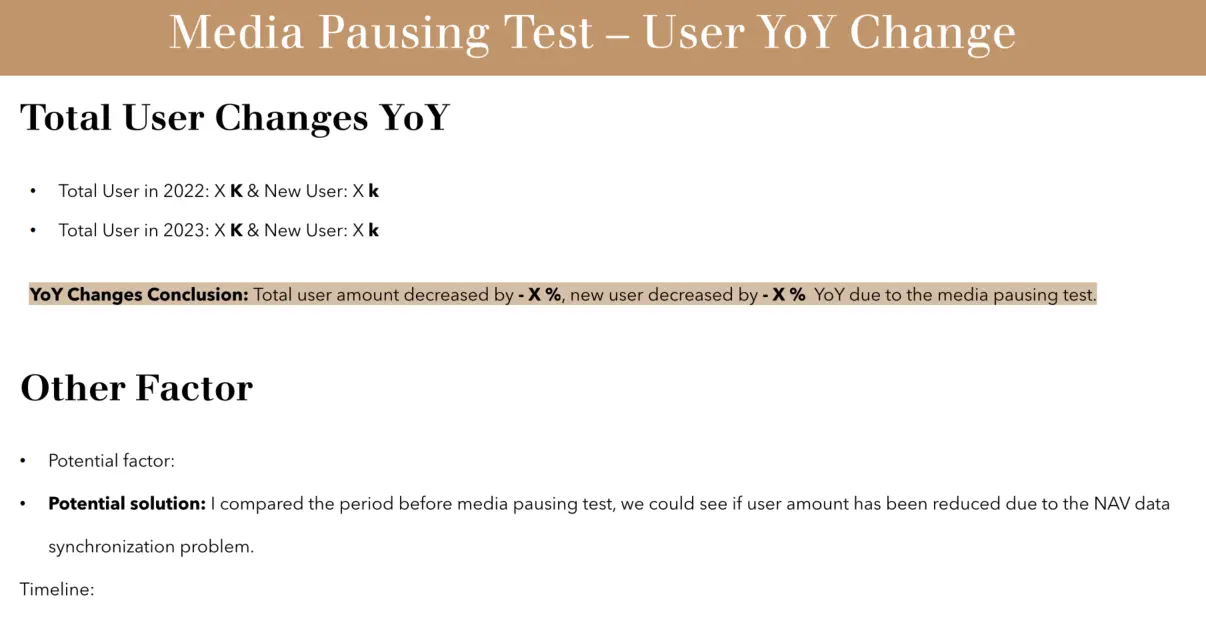 Media Pausing Test – User YoY Change
Total User Changes YoY
• Total User in 2022: X K & New User: X k
• Total User in 2023: X K & New User: X k
YoY Changes Conclusion: Total user amount decreased by - X %, new user decreased by - X % YoY due to the media pausing test.
Other Factor
• Potential factor:
• Potential solution: I compared the period before media pausing test, we could see if user amount has been reduced due to the NAV data
synchronization problem.
Timeline: